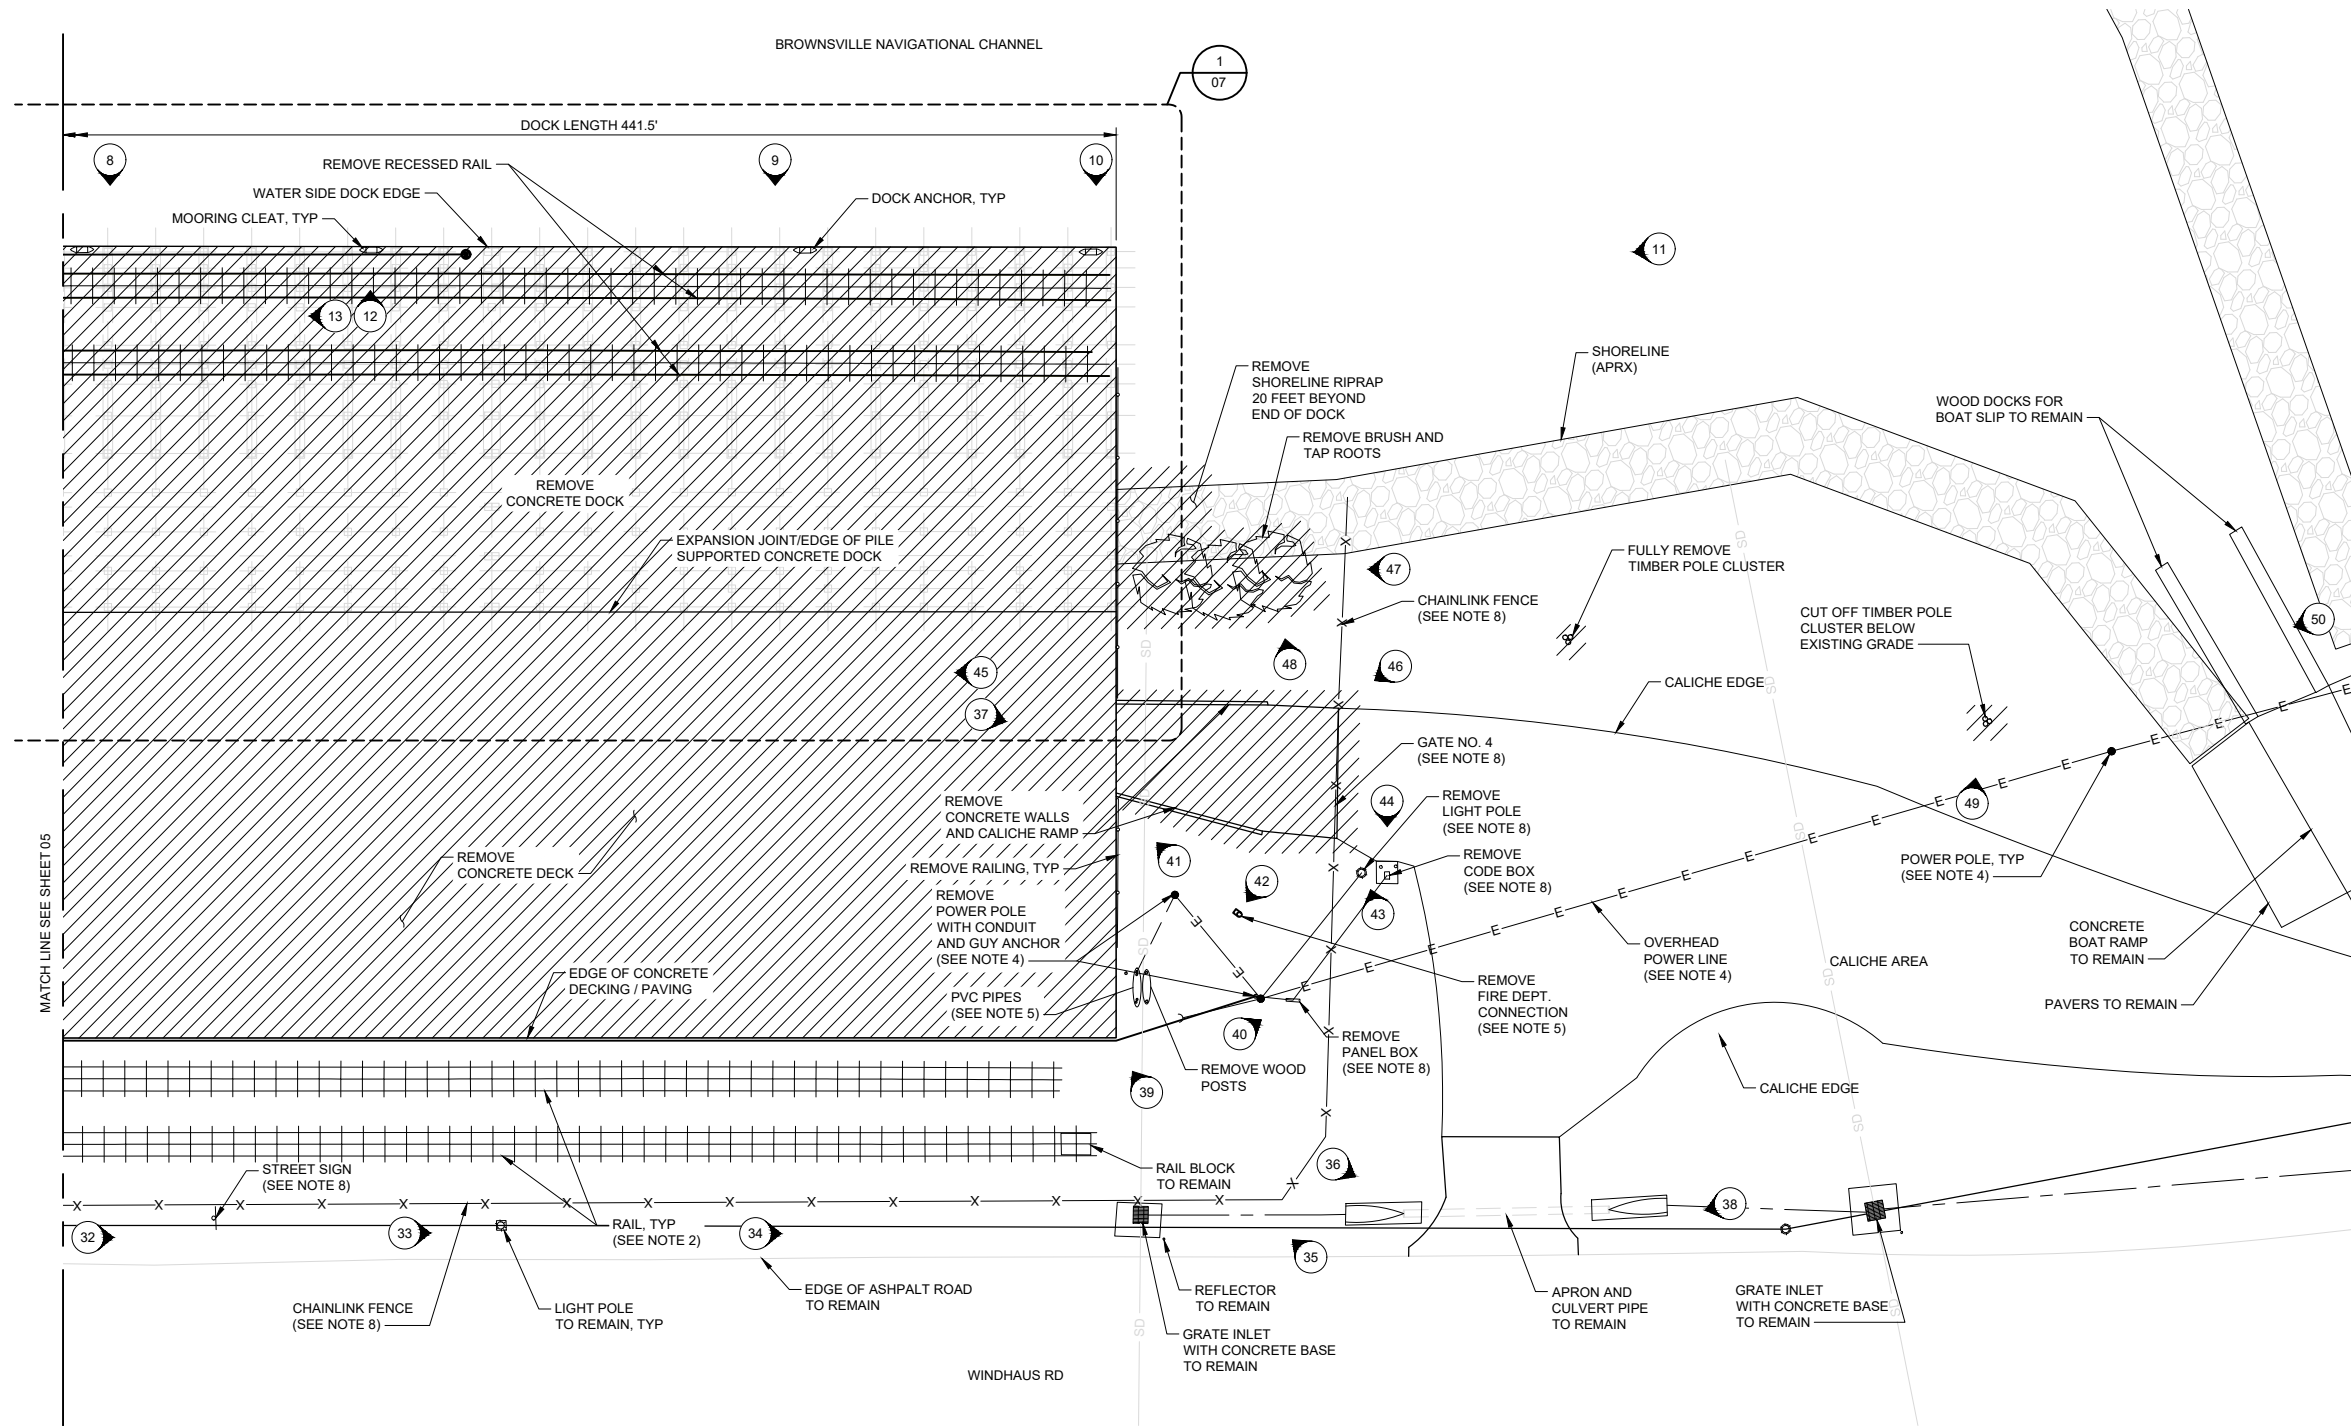 BROWNSVILLE NAVIGATIONAL CHANNEL
1
07
DOCK LENGTH 441.5'
8
9
10
REMOVE RECESSED RAIL
WATER SIDE DOCK EDGE
MOORING CLEAT, TYP
DOCK ANCHOR, TYP
11
13
12
SHORELINE
(APRX)
REMOVE
SHORELINE RIPRAP
20 FEET BEYOND
END OF DOCK
REMOVE BRUSH AND
TAP ROOTS
WOOD DOCKS FOR
BOAT SLIP TO REMAIN
REMOVE
CONCRETE DOCK
EXPANSION JOINT/EDGE OF PILE
SUPPORTED CONCRETE DOCK
X
SD
FULLY REMOVE
TIMBER POLE CLUSTER
47
CHAINLINK FENCE
(SEE NOTE 8)
X
CUT OFF TIMBER POLE
CLUSTER BELOW
EXISTING GRADE
50
SD
48
46
45
37
CALICHE EDGE
SD
X
E
E
E
E
E
E
E
GATE NO. 4
(SEE NOTE 8)
X
44
49
REMOVE
CONCRETE WALLS
AND CALICHE RAMP
REMOVE
LIGHT POLE
(SEE NOTE 8)
SD
E
E
E
MATCH LINE SEE SHEET 05
REMOVE
CONCRETE DECK
REMOVE RAILING, TYP
41
42
X
REMOVE
CODE BOX
(SEE NOTE 8)
POWER POLE, TYP
(SEE NOTE 4)
REMOVE
POWER POLE
WITH CONDUIT
AND GUY ANCHOR
(SEE NOTE 4)
E
E
43
E
E
E
E
E
E
E
E
SD
X
OVERHEAD
POWER LINE
(SEE NOTE 4)
SD
CALICHE AREA
CONCRETE
BOAT RAMP
TO REMAIN
EDGE OF CONCRETE
DECKING / PAVING
PVC PIPES
(SEE NOTE 5)
REMOVE
FIRE DEPT.
CONNECTION
(SEE NOTE 5)
PAVERS TO REMAIN
40
X
REMOVE
PANEL BOX
(SEE NOTE 8)
REMOVE WOOD
POSTS
39
CALICHE EDGE
X
SD
STREET SIGN
(SEE NOTE 8)
RAIL BLOCK
TO REMAIN
36
X
X X X X X X X X X X X X X X X
38
32
33
RAIL, TYP
(SEE NOTE 2)
34
35
CHAINLINK FENCE
(SEE NOTE 8)
LIGHT POLE
TO REMAIN, TYP
EDGE OF ASHPALT ROAD
TO REMAIN
REFLECTOR
TO REMAIN
SD
GRATE INLET
WITH CONCRETE BASE
TO REMAIN
APRON AND
CULVERT PIPE
TO REMAIN
GRATE INLET
WITH CONCRETE BASE
TO REMAIN
SD
WINDHAUS RD